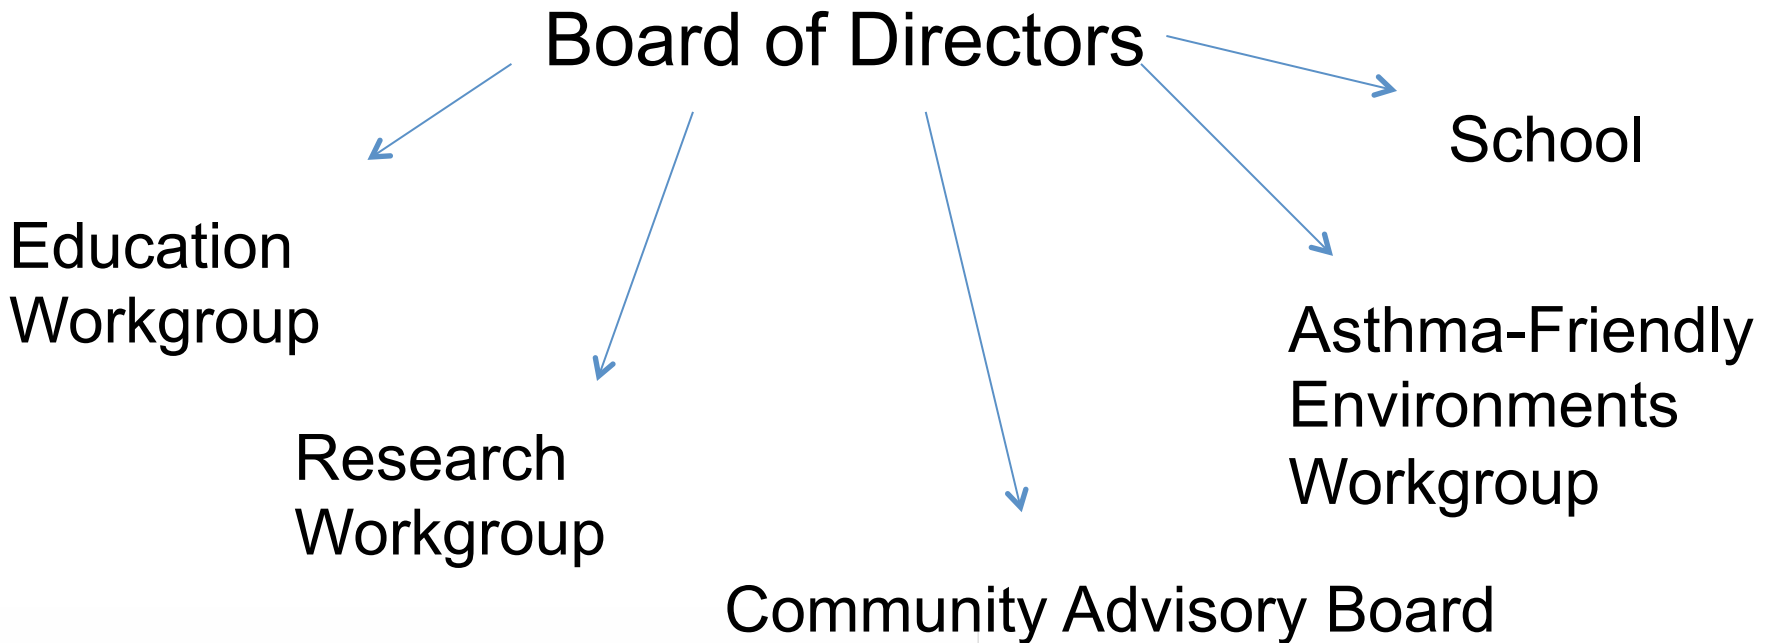 Board of Directors
School
Education
Workgroup
Asthma-Friendly
Environments
Workgroup
Research
Workgroup
Community Advisory Board